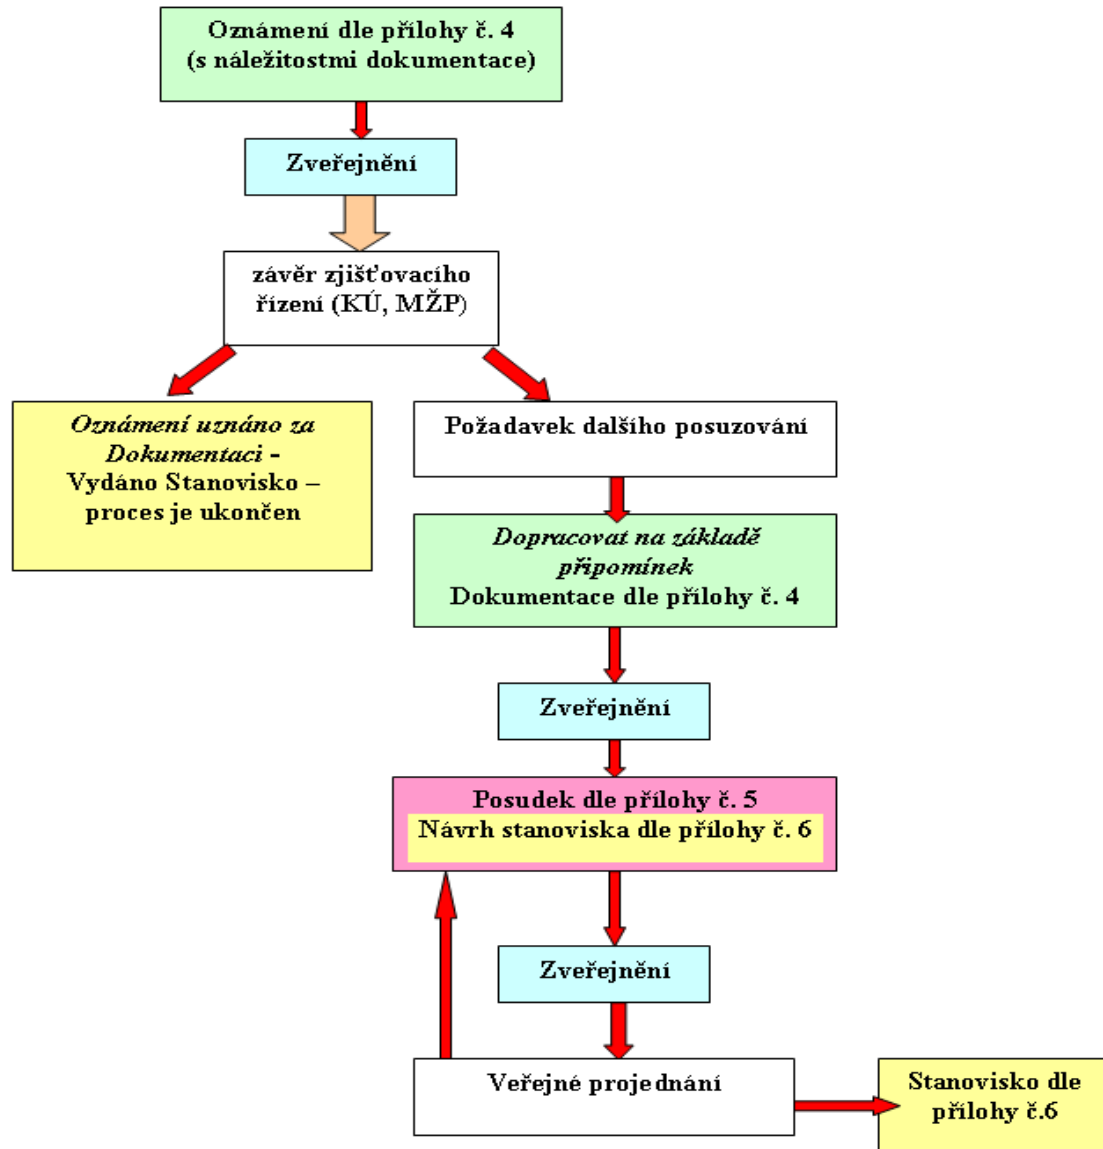 Oznámení dle přílohy č. 4
(s náležitostmi dokumentace)
Zveřejnění
závěr zjišťovacího
řízení (KÚ, MŽP)
Oznámení uznáno za
Dokumentaci -
Vydáno Stanovisko –
proces je ukončen
Požadavek dalšího posuzování
Dopracovat na základě
připomínek
Dokumentace dle přílohy č. 4
Zveřejnění
Posudek dle přílohy č. 5
Návrh stanoviska dle přílohy č. 6
Zveřejnění
Veřejné projednání
Stanovisko dle
přílohy č.6